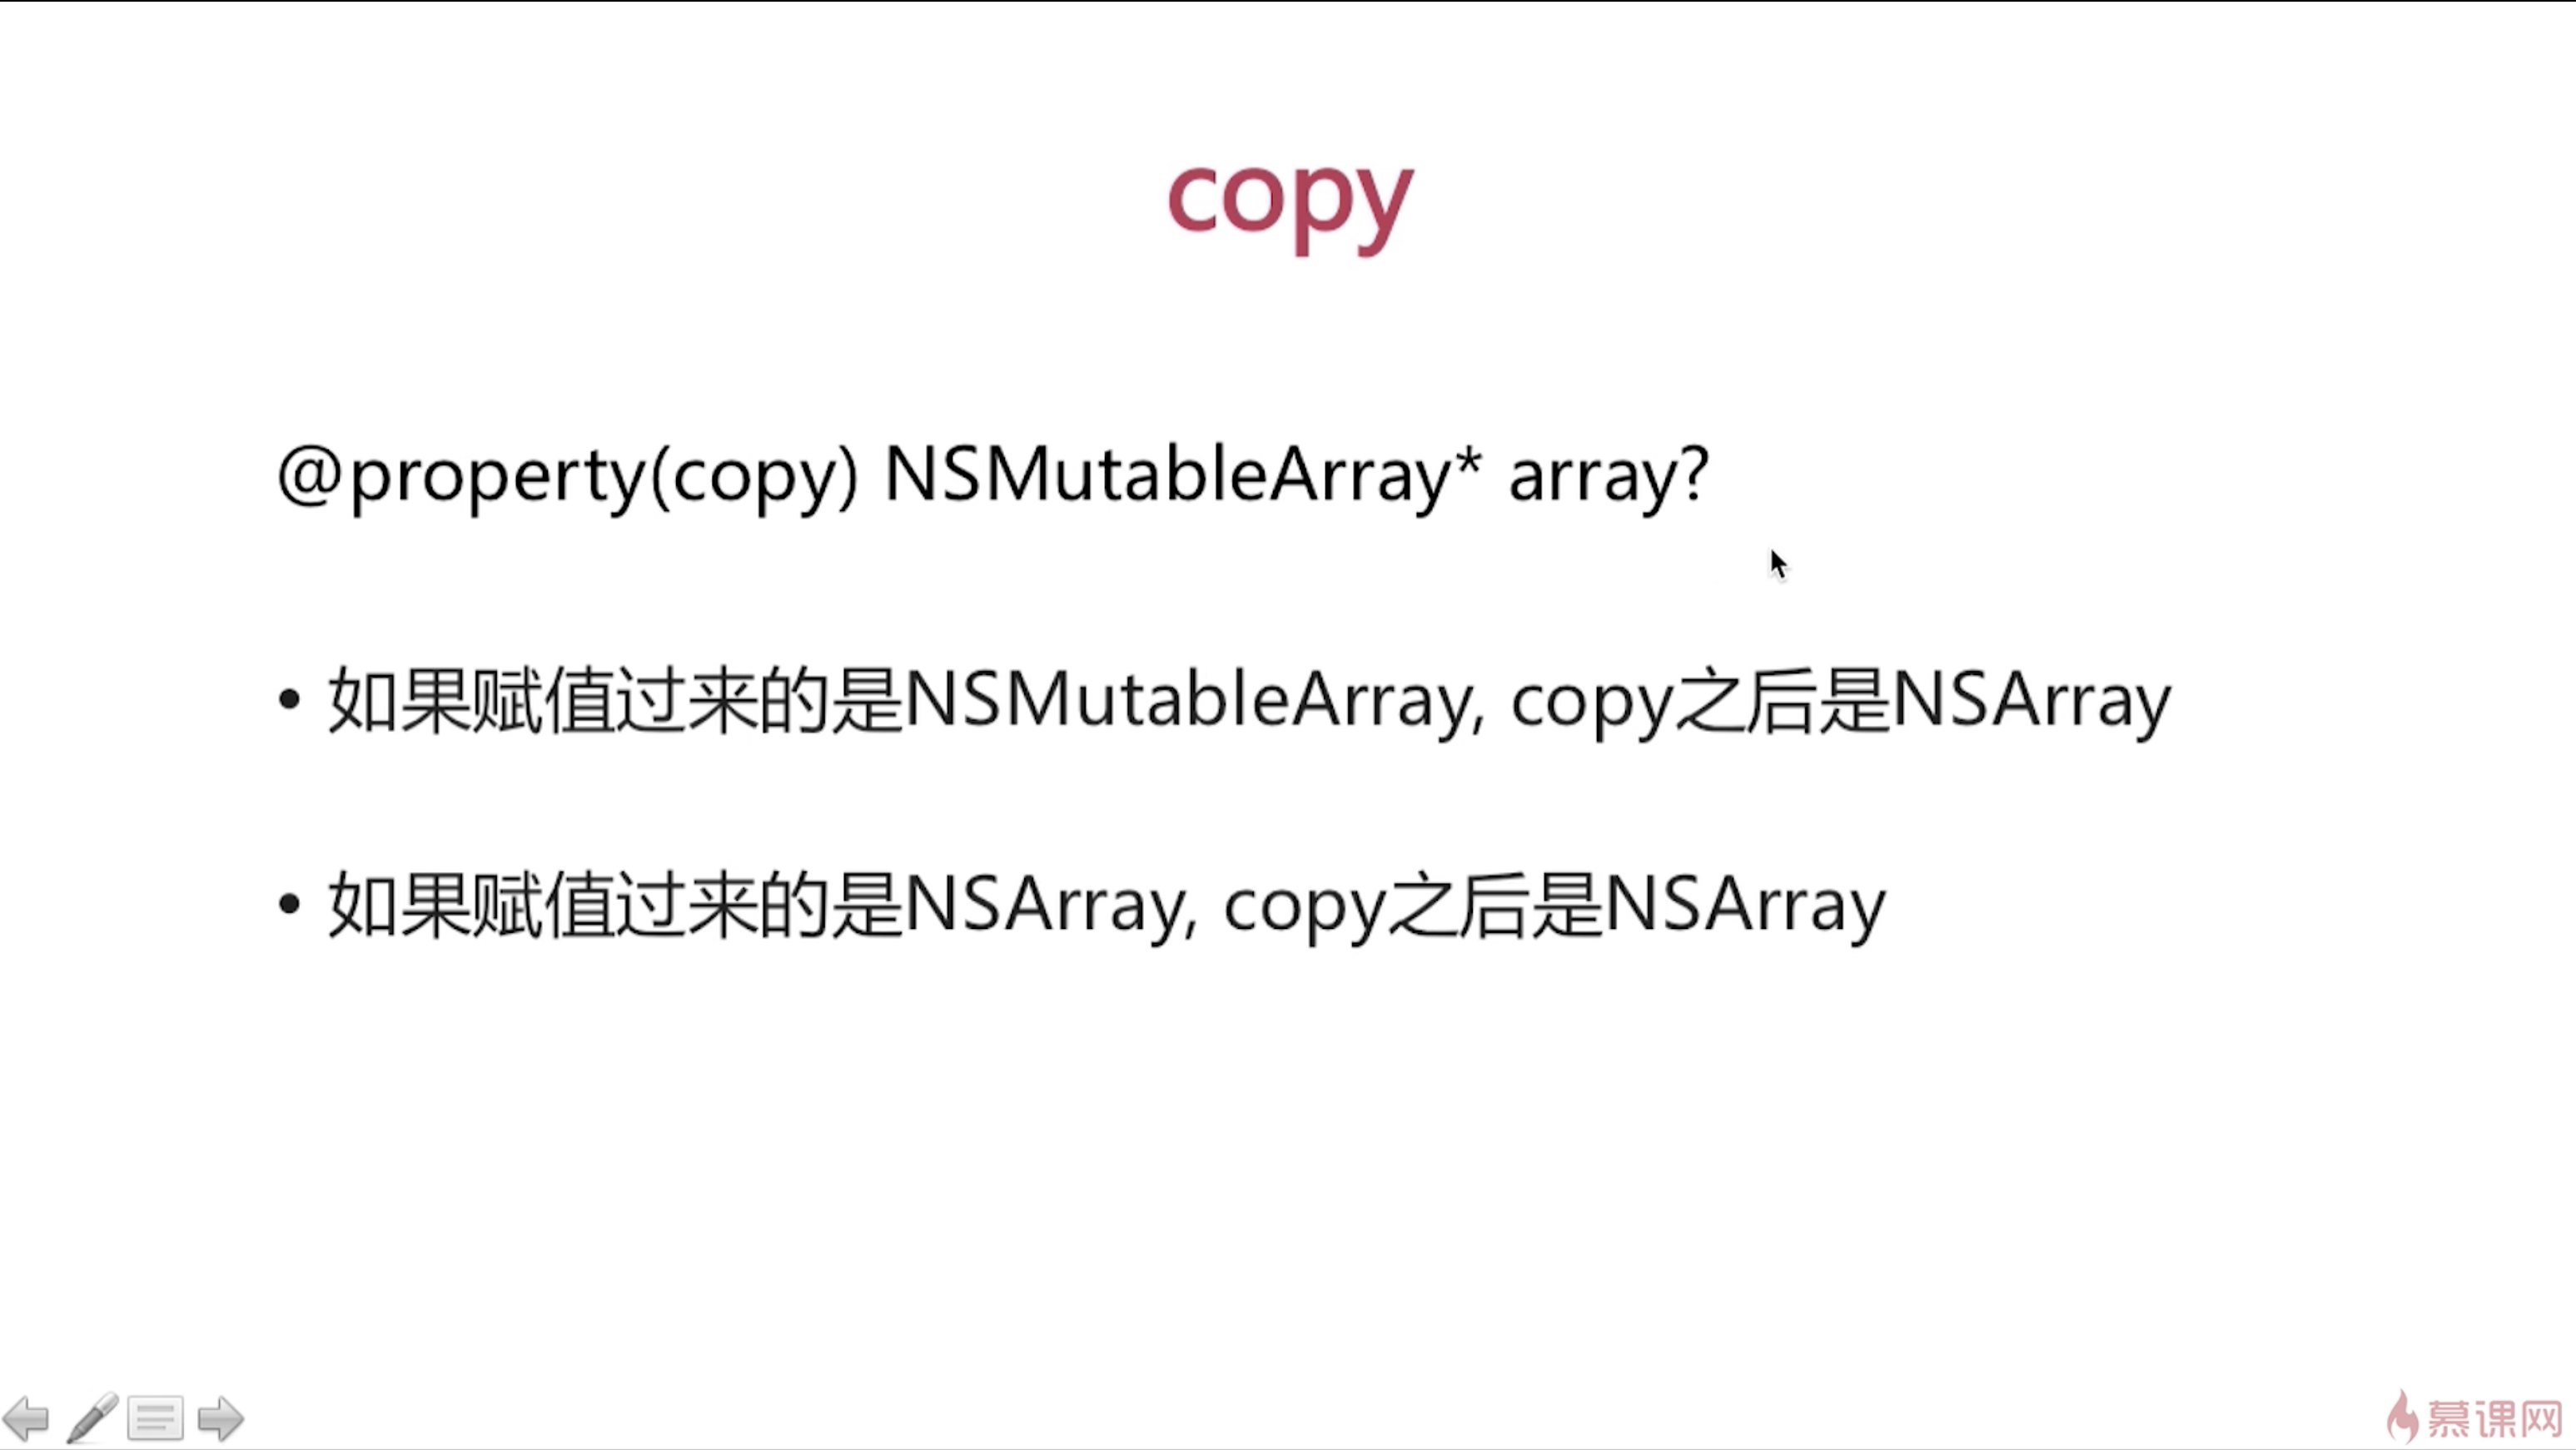 copy
@property(copy) NSMutableArray* array?
• 如果赋值过来的是NSMutableArray, copy之后是NSArray
• 如果赋值过来的是NSArray, copy之后是NSArray
慕课网